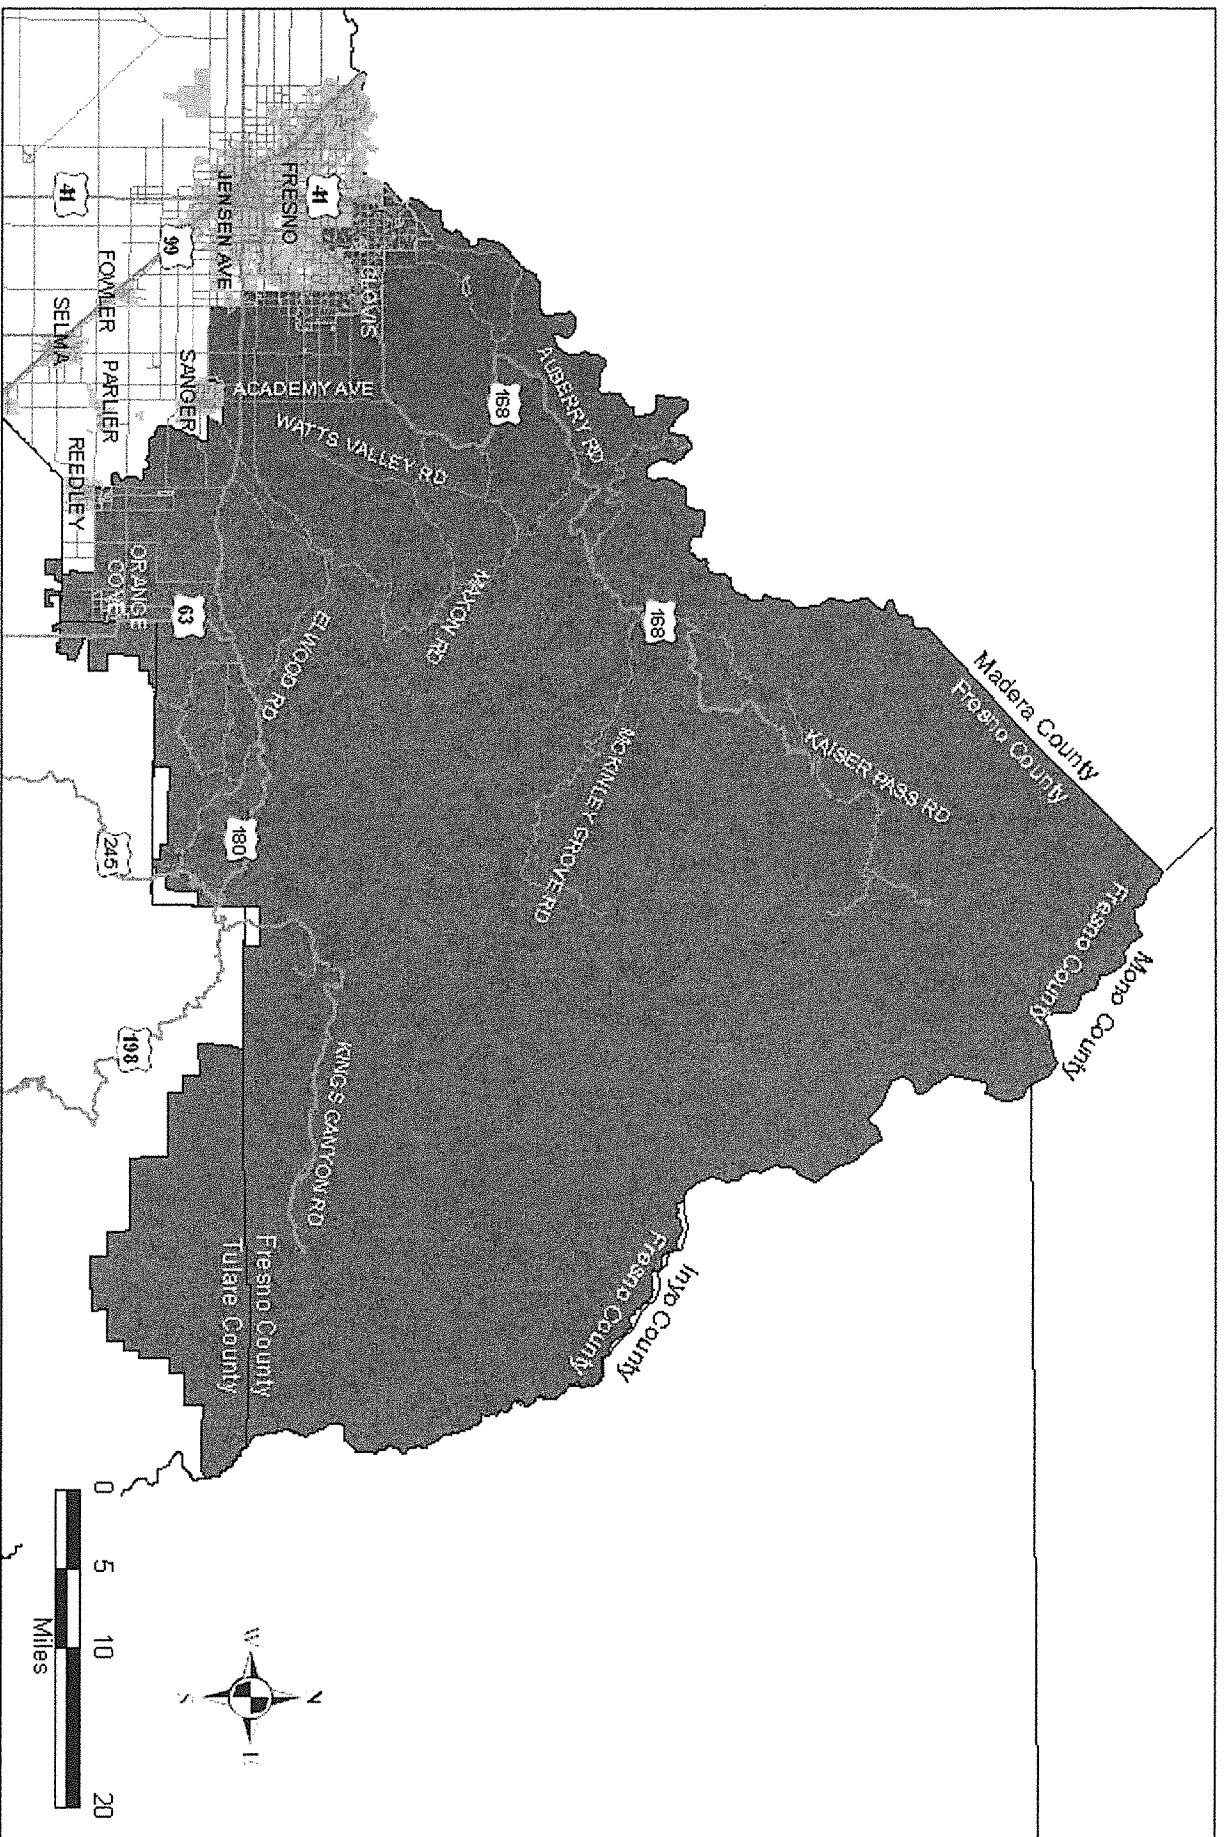 Madera County
Fresno County
Fresno County
Mono County
KAISER PASS RD
168
AUBERRY RD
168
MCKINLEY GROVE RD
Inyo County
Fresno County
MAXON RD
WATTS VALLEY RD
CLOVIS
41
FRESNO
ACADEMY AVE
ELWOOD RD
KINGS CANYON RD
JENSEN AVE
180
Fresno County
Tulare County
SANGER
63
99
ORANGE
COVE
FOWLER
PARLIER
REEDLEY
245
198
41
SELMA
N
W
S
0
5
10
20
Miles